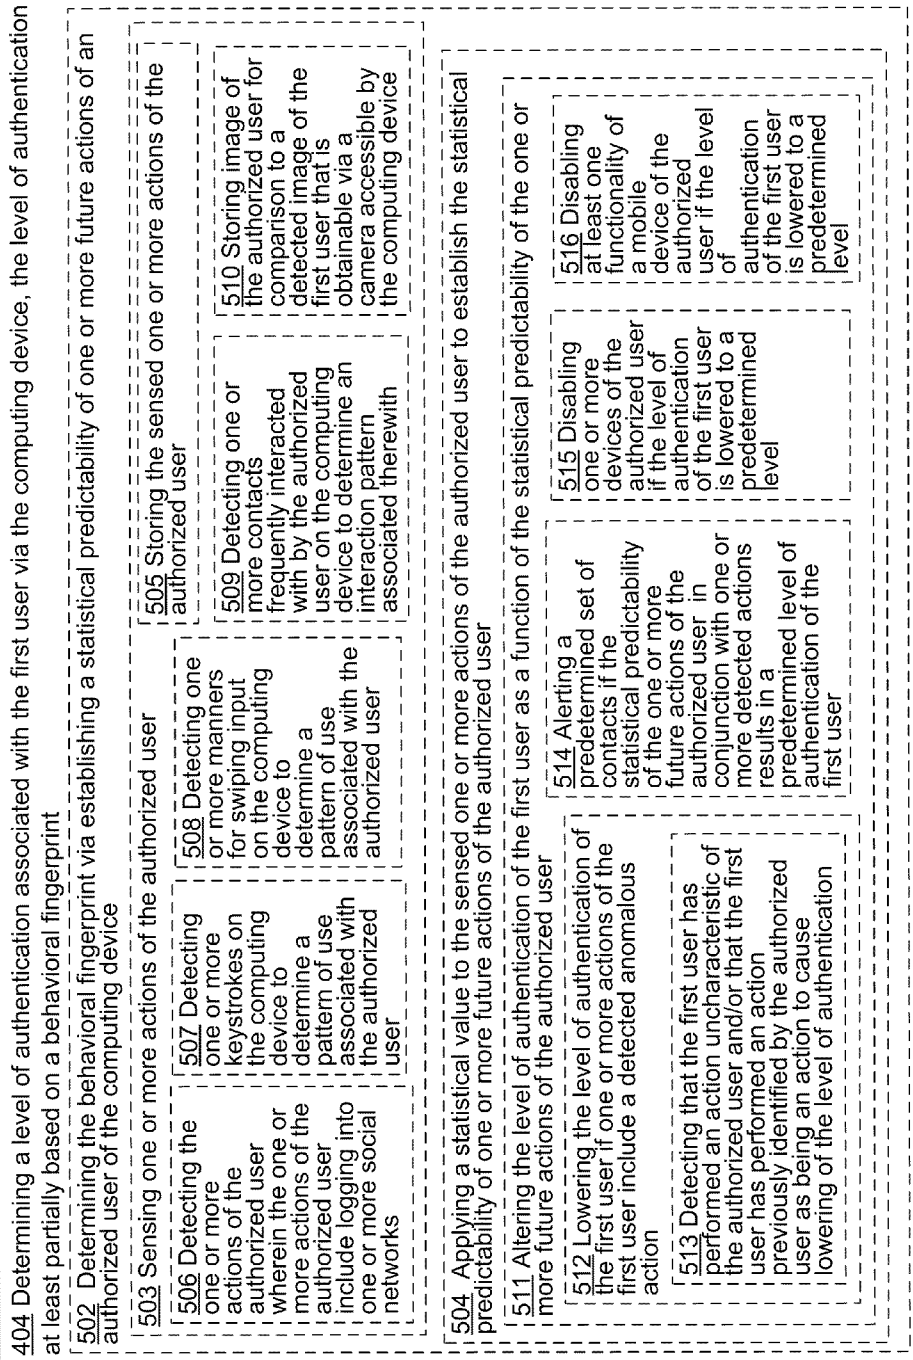 404 Determining a level of authentication associated with the first user via the computing device, the level of authentication
at least partially based on a behavioral fingerprint
502 Determining the behavioral fingerprint via establishing a statistical predictability of one or more future actions of an
authorized user of the computing device
503 Sensing one or more actions of the authorized user
505 Storing the sensed one or more actions of the
authorized user
506 Detecting the
one or more
actions of the
authorized user
wherein the one or
more actions of the
authorized user
include logging into
one or more social
networks
507 Detecting
one or more
keystrokes on
the computing
device to
determine a
pattern of use
associated with
the authorized
user
508 Detecting one
or more manners
for swiping input
on the computing
device to
determine a
pattern of use
associated with the
authorized user
509 Detecting one or
more contacts
frequently interacted
with by the authorized
user on the computing
device to determine an
interaction pattern
associated therewith
510 Storing image of
the authorized user for
comparison to a
detected image of the
first user that is
obtainable via a
camera accessible by
the computing device
504 Applying a statistical value to the sensed one or more actions of the authorized user to establish the statistical
predictability of one or more future actions of the authorized user
511 Altering the level of authentication of the first user as a function of the statistical predictability of the one or
more future actions of the authorized user
512 Lowering the level of authentication of
the first user if one or more actions of the
first user include a detected anomalous
action
513 Detecting that the first user has
performed an action uncharacteristic of
the authorized user and/or that the first
user has performed an action
previously identified by the authorized
user as being an action to cause
lowering of the level of authentication
514 Alerting a
predetermined set of
contacts if the
statistical predictability
of the one or more
future actions of the
authorized user in
conjunction with one or
more detected actions
results in a
predetermined level of
authentication of the
first user
515 Disabling
one or more
devices of the
authorized user
if the level of
authentication
of the first user
is lowered to a
predetermined
level
516 Disabling
at least one
functionality of
a mobile
device of the
authorized
user if the level
of
authentication
of the first user
is lowered to a
predetermined
level